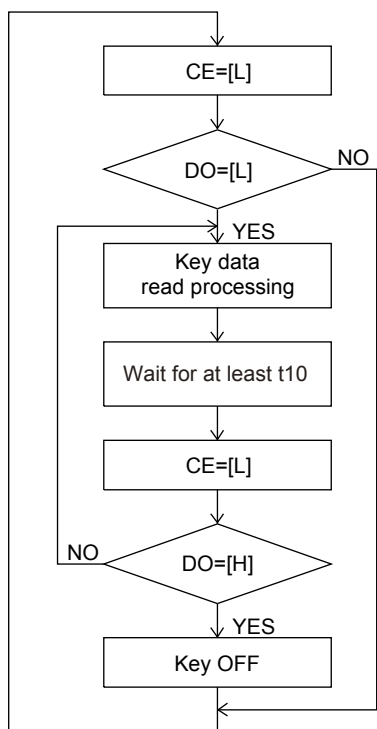 CE=[L]
DO=[L]
NO
YES
Key data
read processing
Wait for at least t10
CE=[L]
DO=[H]
NO
YES
Key OFF